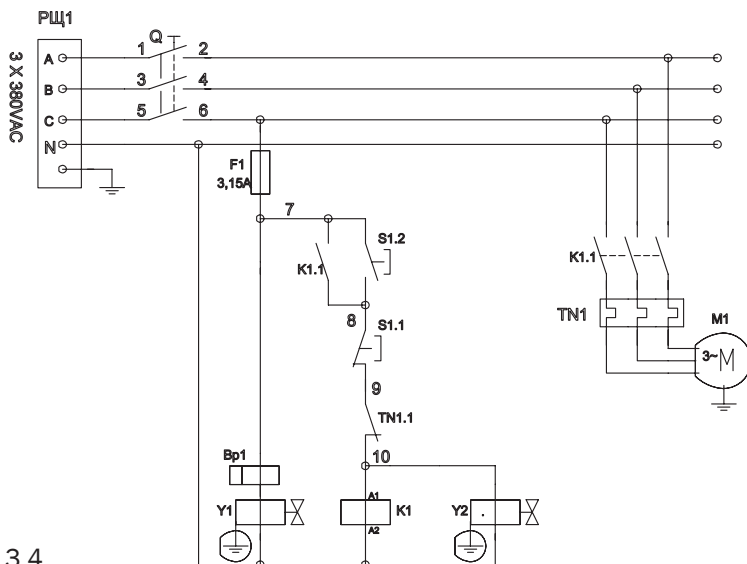 РЩ1
3 X 380VAC
A
B
C
N
Q
1 2
3 4
5 6
F1
3,15A
7
K1.1
S1.2
8
S1.1
9
TN1.1
10
K1.1
TN1
M1
3~M
Bp1
Y1
A1
K1
A2
Y2
3.4